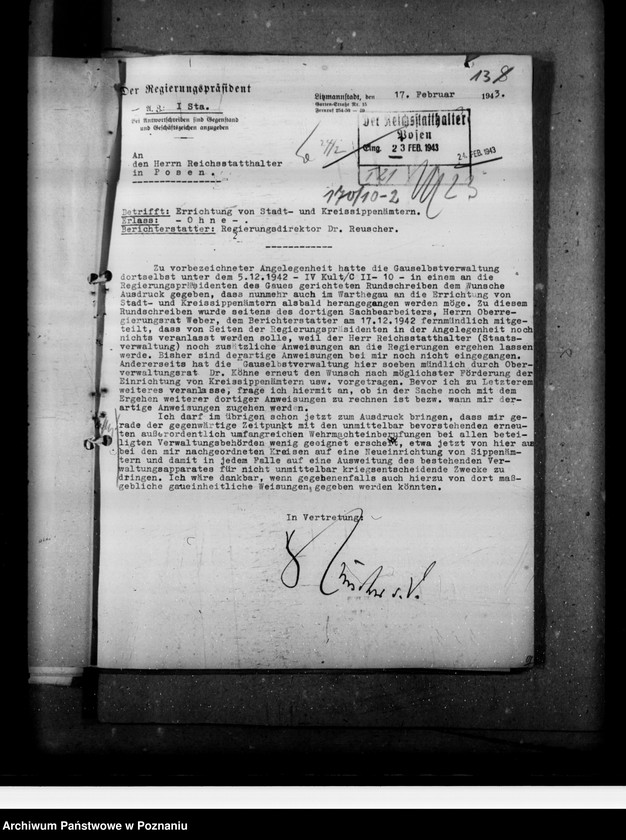 138
Der Regierungspräsident
I Sta.
Bei Antwortschreiben sind Gegenstand
und Geschäftszeichen anzugeben
Litzmannstadt, den 17. Februar 1943.
Garten-Straße Nr. 15
Fernruf
Der Reichsstatthalter
Posen
Eing. 23 FEB. 1943
24. FEB. 1943
An
den Herrn Reichsstatthalter
in Posen.
170/10-2
Betrifft: Errichtung von Stadt- und Kreissippenämtern.
Erlass: - Ohne -.
Berichterstatter: Regierungsdirektor Dr. Reuscher.
Zu vorbezeichneter Angelegenheit hatte die Gauselbstverwaltung
dortselbst unter dem 5.12.1942 - IV Kult/C II- 10 - in einem an die
Regierungspräsidenten des Gaues gerichteten Rundschreiben dem Wunsche
Ausdruck gegeben, dass nunmehr auch im Warthegau an die Errichtung von
Stadt- und Kreissippenämtern alsbald herangegangen werden möge. Zu diesem
Rundschreiben wurde seitens des dortigen Sachbearbeiters, Herrn Oberre-
gierungsrat Weber, dem Berichterstatter am 17.12.1942 fernmündlich mitge-
teilt, dass von Seiten der Regierungspräsidenten in der Angelegenheit noch
nichts veranlasst werden solle, weil der Herr Reichsstatthalter (Staats-
verwaltung) noch zusätzliche Anweisungen an die Regierungen ergehen lassen
werde. Bisher sind derartige Anweisungen bei mir noch nicht eingegangen.
Andererseits hat die Gauselbstverwaltung hier soeben mündlich durch Ober-
verwaltungsrat Dr. Köhne erneut den Wunsch nach möglichster Förderung der
Einrichtung von Kreissippenämtern usw. vorgetragen. Bevor ich zu Letzterem
weiteres veranlasse, frage ich hiermit an, ob in der Sache noch mit dem
Ergehen weiterer dortiger Anweisungen zu rechnen ist bezw. wann mir der-
artige Anweisungen zugehen werden.
Ich darf im übrigen schon jetzt zum Ausdruck bringen, dass mir ge-
rade der gegenwärtige Zeitpunkt mit den unmittelbar bevorstehenden erneu-
ten außerordentlich umfangreichen Wehrmachteinberufungen bei allen betei-
ligten Verwaltungsbehörden wenig geeignet erscheint, etwa jetzt von hier aus
bei den mir nachgeordneten Kreisen auf eine Neueinrichtung von Sippenäm-
tern und damit in jedem Falle auf eine Ausweitung des bestehenden Ver-
waltungsapparates für nicht unmittelbar kriegsentscheidende Zwecke zu
dringen. Ich wäre dankbar, wenn gegebenenfalls auch hierzu von dort maß-
gebliche gaueinheitliche Weisungen gegeben werden könnten.
In Vertretung:
Archiwum Państwowe w Poznaniu